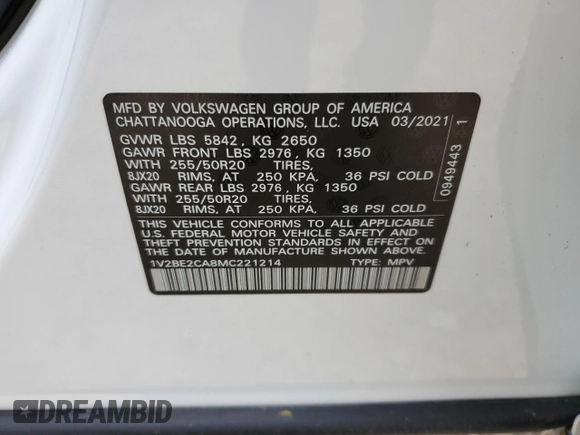 MFD BY VOLKSWAGEN GROUP OF AMERICA
CHATTANOOGA OPERATIONS, LLC. USA 03/2021
GVWR LBS 5842 , KG 2650
GAWR FRONT LBS 2976 , KG 1350
WITH 255/50R20 TIRES,
8JX20 RIMS, AT 250 KPA, 36 PSI COLD
GAWR REAR LBS 2976 , KG 1350
WITH 255/50R20 TIRES,
8JX20 RIMS, AT 250 KPA, 36 PSI COLD
THIS VEHICLE CONFORMS TO ALL APPLICABLE
U.S. FEDERAL MOTOR VEHICLE SAFETY AND
THEFT PREVENTION STANDARDS IN EFFECT ON
THE DATE OF MANUFACTURE SHOWN ABOVE.
1V2BE2CA8MC221214 TYPE: MPV
0949443 1
DREAMBID